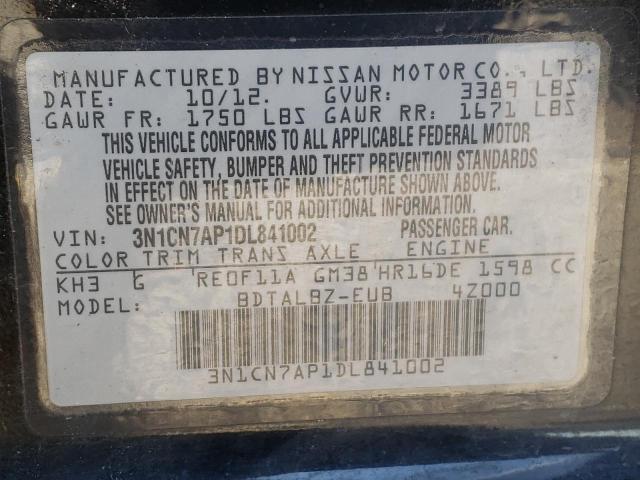 MANUFACTURED BY NISSAN MOTOR CO., LTD.
DATE: 10/12. GVWR: 3389 LBS
GAWR FR: 1750 LBS GAWR RR: 1671 LBS
THIS VEHICLE CONFORMS TO ALL APPLICABLE FEDERAL MOTOR
VEHICLE SAFETY, BUMPER AND THEFT PREVENTION STANDARDS
IN EFFECT ON THE DATE OF MANUFACTURE SHOWN ABOVE.
SEE OWNER'S MANUAL FOR ADDITIONAL INFORMATION
VIN: 3N1CN7AP1DL841002 PASSENGER CAR.
COLOR TRIM TRANS AXLE ENGINE
KH3 G RE0F11A GM38 HR16DE 1598 CC
MODEL: BDTALBZ-EUB 4Z000
3N1CN7AP1DL841002